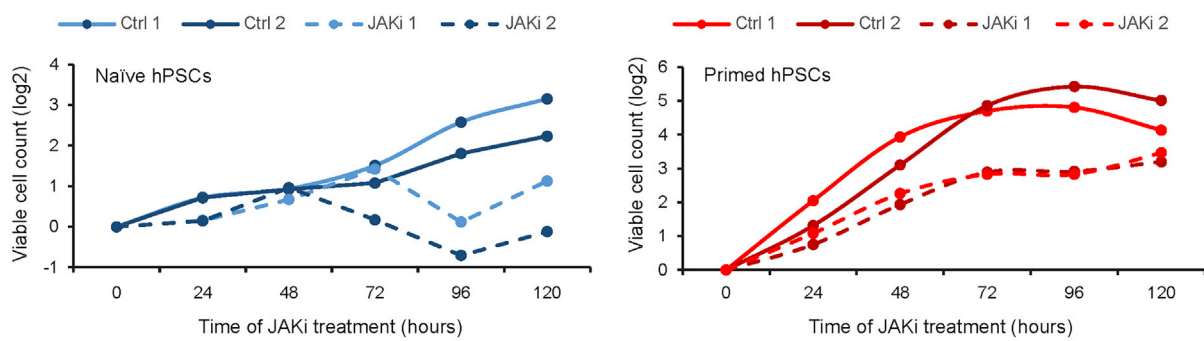 Ctrl 1 Ctrl 2 JAKi 1 JAKi 2
Naïve hPSCs
Viable cell count (log2)
4
3
2
1
0
-1
0 24 48 72 96 120
Time of JAKi treatment (hours)
Ctrl 1 Ctrl 2 JAKi 1 JAKi 2
Primed hPSCs
Viable cell count (log2)
6
5
4
3
2
1
0
0 24 48 72 96 120
Time of JAKi treatment (hours)